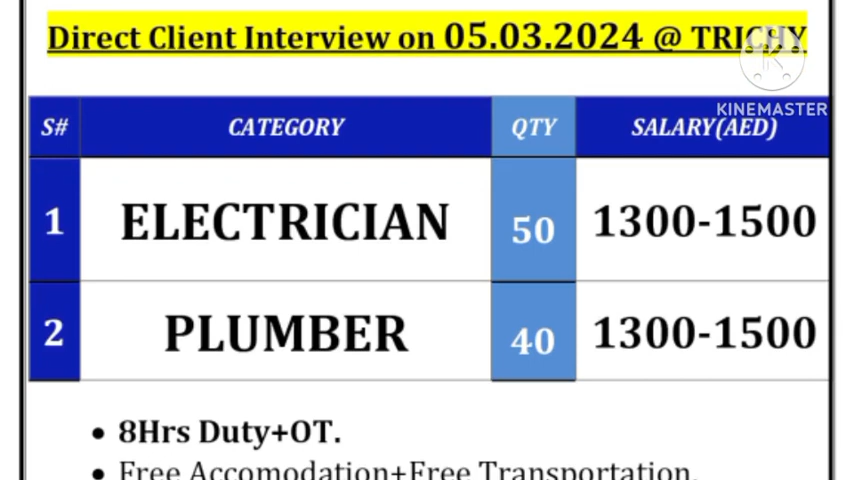 Direct Client Interview on 05.03.2024 @ TRICHY
KINEMASTER
S# CATEGORY QTY SALARY(AED)
1 ELECTRICIAN 50 1300-1500
2 PLUMBER 40 1300-1500
• 8Hrs Duty+OT.
• Free Accomodation+Free Transportation.